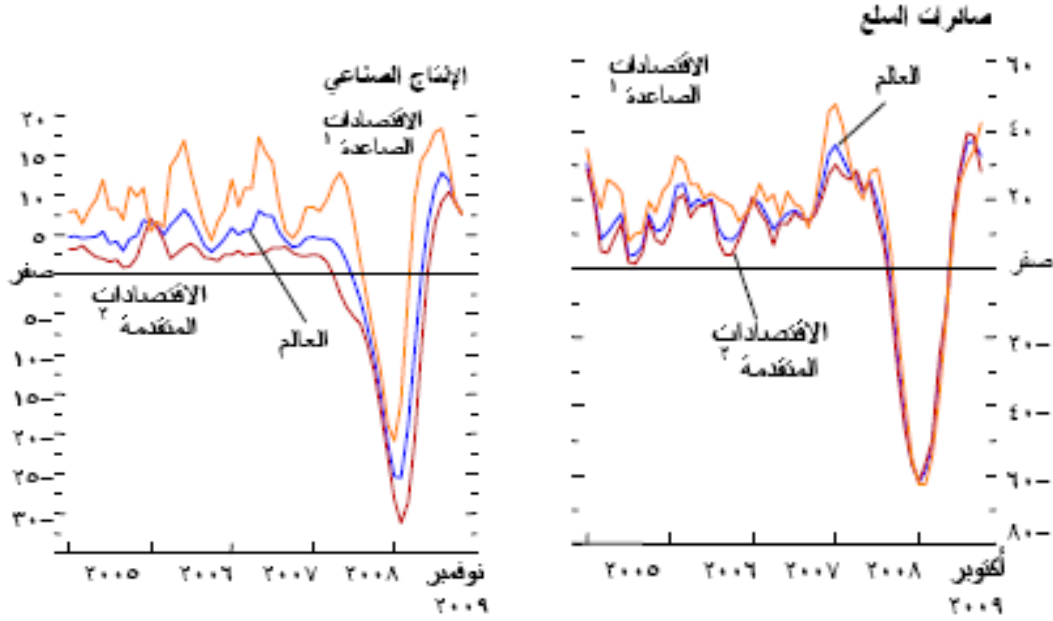 صادرات السلع
الاقتصادات
الصاعدة ١
العالم
٦٠
٤٠
٢٠
صفر
٢٠–
٤٠–
٦٠–
٨٠–
الاقتصادات
المتقدمة ٢
٢٠٠٥
٢٠٠٦
٢٠٠٧
٢٠٠٨
أكتوبر
٢٠٠٩
الإنتاج الصناعي
الاقتصادات
الصاعدة ١
٢٠
١٥
١٠
٥
صفر
٥–
١٠–
١٥–
٢٠–
٢٥–
٣٠–
الاقتصادات
المتقدمة ٢
العالم
٢٠٠٥
٢٠٠٦
٢٠٠٧
٢٠٠٨
نوفمبر
٢٠٠٩